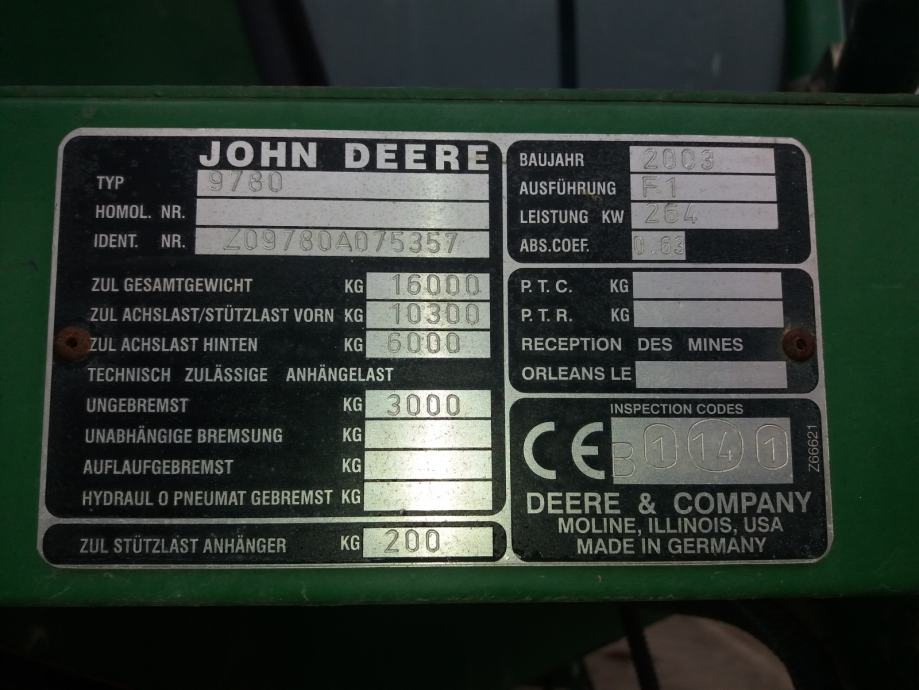 JOHN DEERE
TYP 9780
HOMOL. NR.
IDENT. NR. Z09780A075357
ZUL GESAMTGEWICHT KG 16000
ZUL ACHSLAST/STÜTZLAST VORN KG 10300
ZUL ACHSLAST HINTEN KG 6000
TECHNISCH ZULÄSSIGE ANHÄNGELAST
UNGEBREMST KG 3000
UNABHÄNGIGE BREMSUNG KG
AUFLAUFGEBREMST KG
HYDRAUL O PNEUMAT GEBREMST KG
ZUL STÜTZLAST ANHÄNGER KG 200
BAUJAHR 2003
AUSFÜHRUNG F1
LEISTUNG KW 264
ABS.COEF. 0.63
P.T.C. KG
P.T.R. KG
RECEPTION DES MINES
ORLEANS LE
INSPECTION CODES
CE B 1 14 1
Z66621
DEERE & COMPANY
MOLINE, ILLINOIS, USA
MADE IN GERMANY